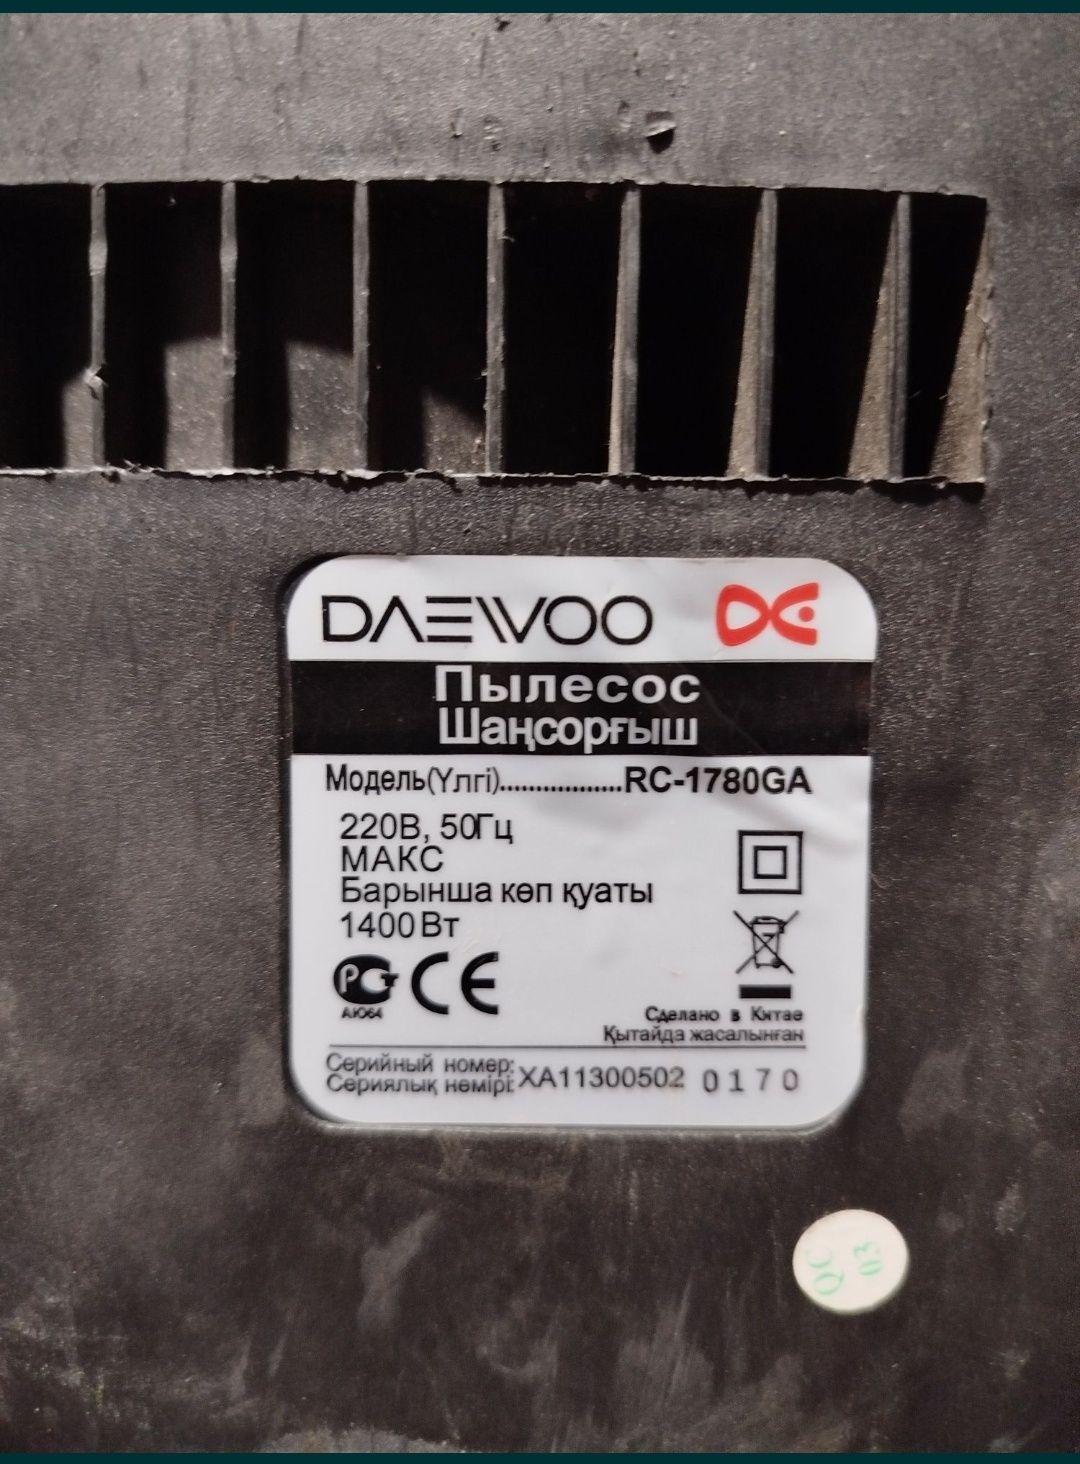 DAEWOO
Пылесос
Шаңсорғыш
Модель(Үлгі)..................RC-1780GA
220В, 50Гц
МАКС
Барынша көп қуаты
1400Вт
РСТ CE
АЮ64
Сделано в Китае
Қытайда жасалынған
Серийный номер:
Сериялық нөмірі: XA11300502 0170
QC
03